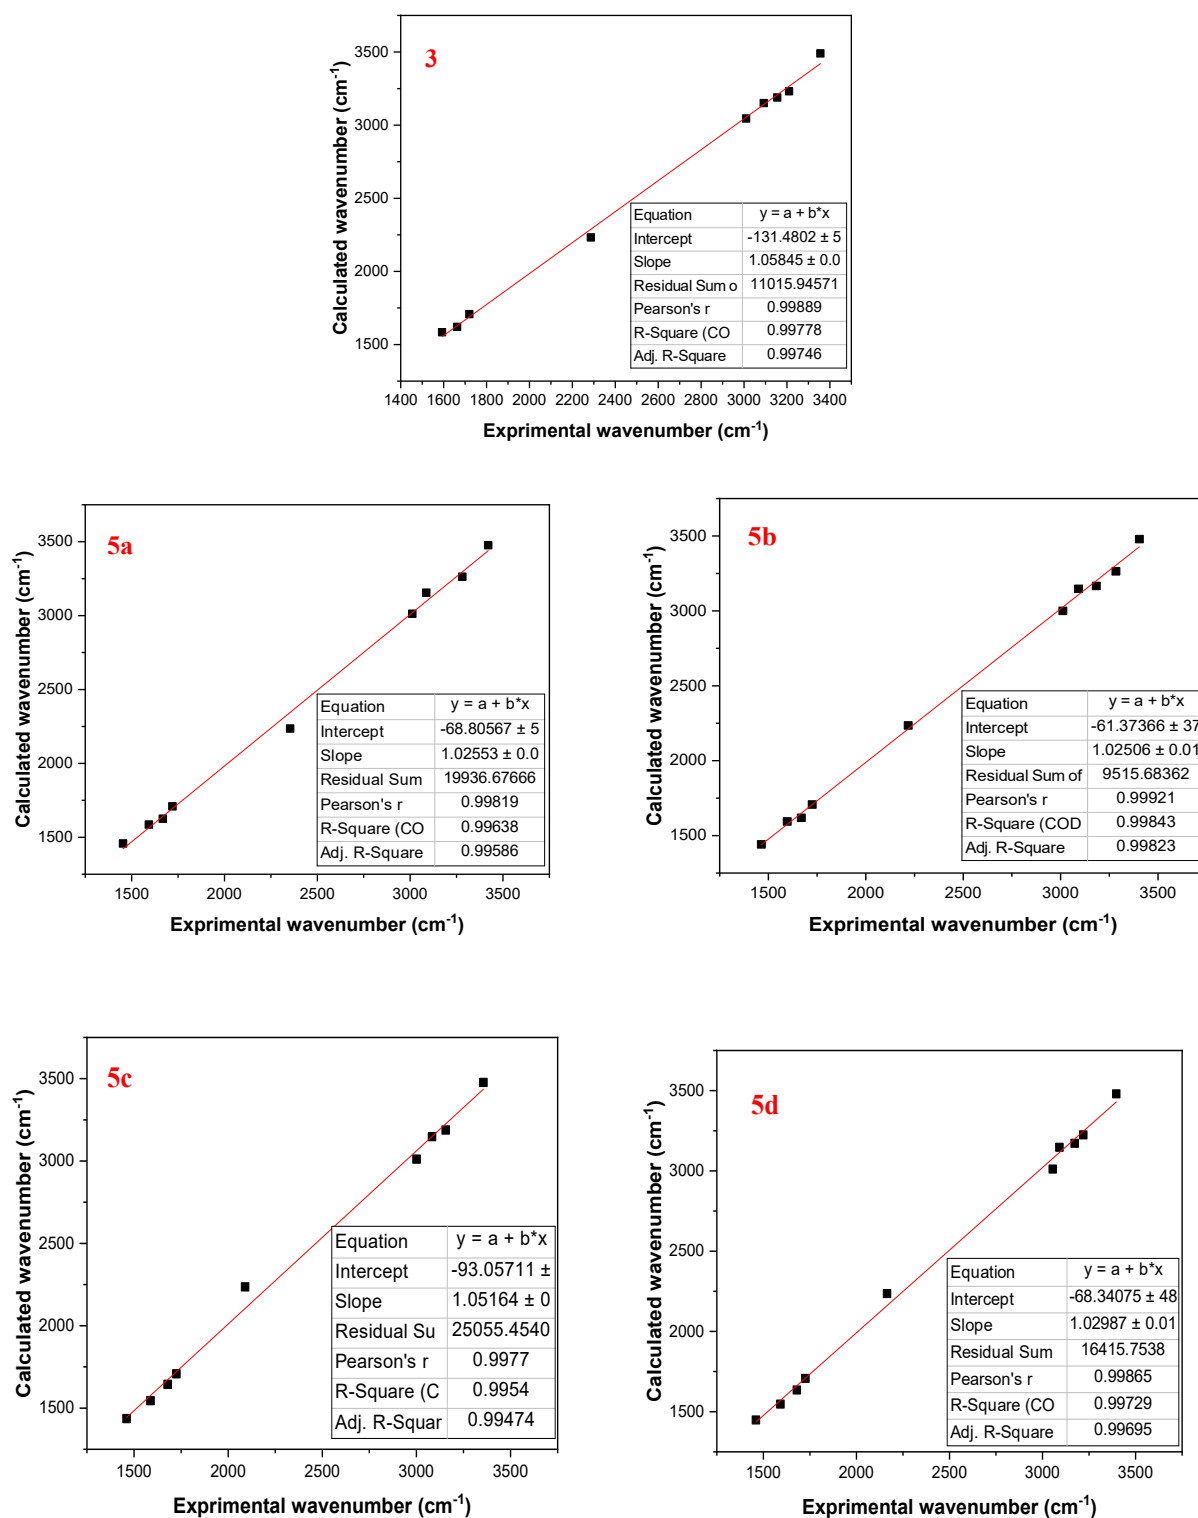 3
Calculated wavenumber (cm⁻¹)
3500
3000
2500
2000
1500
Equation y = a + b*x
Intercept -131.4802 ± 5
Slope 1.05845 ± 0.0
Residual Sum o 11015.94571
Pearson's r 0.99889
R-Square (CO 0.99778
Adj. R-Square 0.99746
1400 1600 1800 2000 2200 2400 2600 2800 3000 3200 3400
Exprimental wavenumber (cm⁻¹)
5a
Calculated wavenumber (cm⁻¹)
3500
3000
2500
2000
1500
Equation y = a + b*x
Intercept -68.80567 ± 5
Slope 1.02553 ± 0.0
Residual Sum 19936.67666
Pearson's r 0.99819
R-Square (CO 0.99638
Adj. R-Square 0.99586
1500 2000 2500 3000 3500
Exprimental wavenumber (cm⁻¹)
5b
Calculated wavenumber (cm⁻¹)
3500
3000
2500
2000
1500
Equation y = a + b*x
Intercept -61.37366 ± 37
Slope 1.02506 ± 0.01
Residual Sum of 9515.68362
Pearson's r 0.99921
R-Square (COD 0.99843
Adj. R-Square 0.99823
1500 2000 2500 3000 3500
Exprimental wavenumber (cm⁻¹)
5c
Calculated wavenumber (cm⁻¹)
3500
3000
2500
2000
1500
Equation y = a + b*x
Intercept -93.05711 ±
Slope 1.05164 ± 0
Residual Su 25055.4540
Pearson's r 0.9977
R-Square (C 0.9954
Adj. R-Squar 0.99474
1500 2000 2500 3000 3500
Exprimental wavenumber (cm⁻¹)
5d
Calculated wavenumber (cm⁻¹)
3500
3000
2500
2000
1500
Equation y = a + b*x
Intercept -68.34075 ± 48
Slope 1.02987 ± 0.01
Residual Sum 16415.7538
Pearson's r 0.99865
R-Square (CO 0.99729
Adj. R-Square 0.99695
1500 2000 2500 3000 3500
Exprimental wavenumber (cm⁻¹)